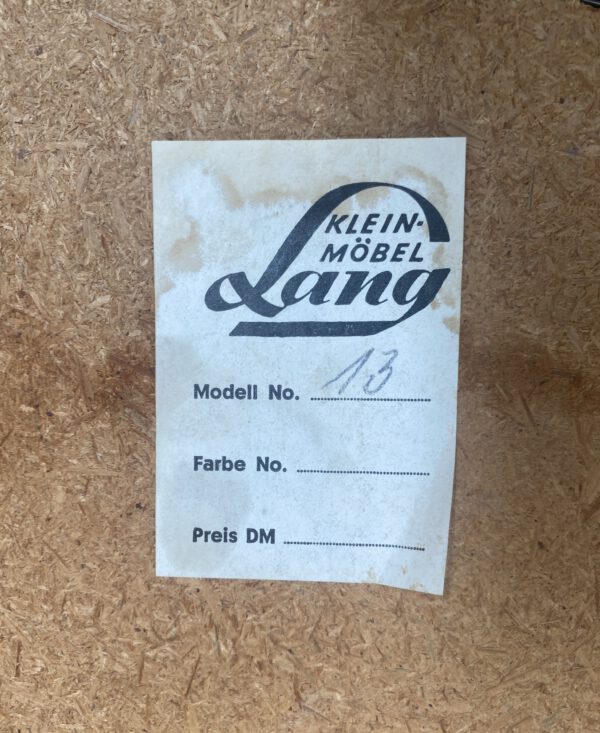 KLEIN-
MÖBEL
Lang
Modell No. 13
Farbe No.
Preis DM